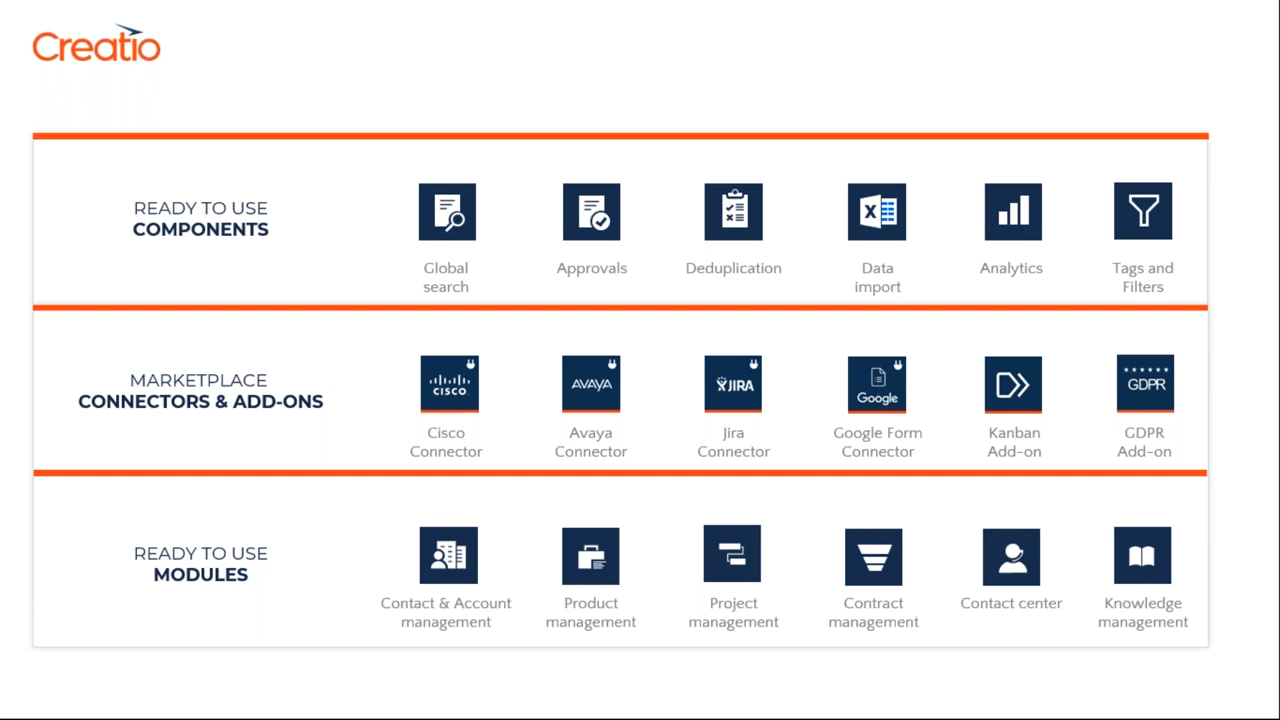 Creatio
READY TO USE
COMPONENTS
Global
search
Approvals
Deduplication
X
Data
import
Analytics
Tags and
Filters
MARKETPLACE
CONNECTORS & ADD-ONS
CISCO
Cisco
Connector
AVAYA
Avaya
Connector
JIRA
Jira
Connector
Google
Google Form
Connector
Kanban
Add-on
GDPR
GDPR
Add-on
READY TO USE
MODULES
Contact & Account
management
Product
management
Project
management
Contract
management
Contact center
Knowledge
management